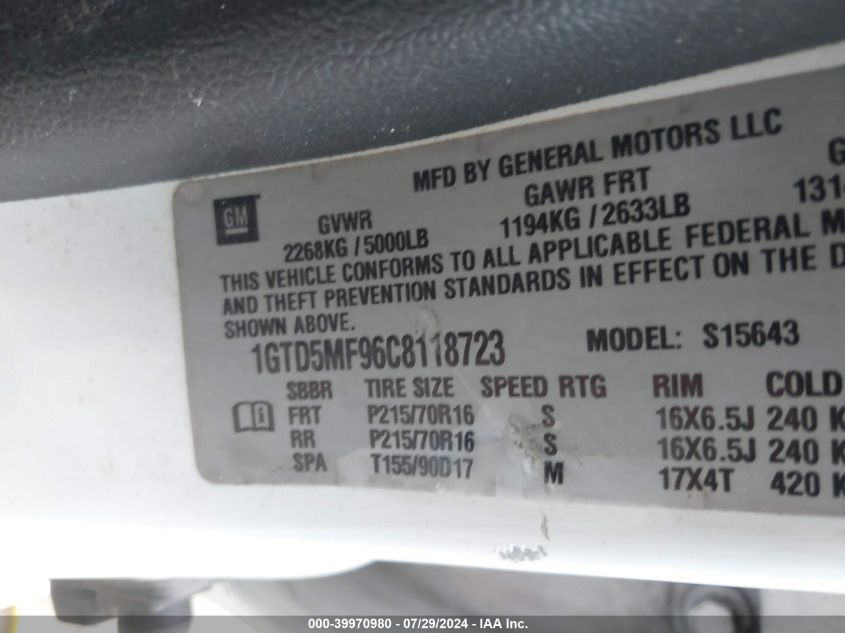 MFD BY GENERAL MOTORS LLC
GM
GVWR GAWR FRT G
2268KG / 5000LB 1194KG / 2633LB 131
THIS VEHICLE CONFORMS TO ALL APPLICABLE FEDERAL M
AND THEFT PREVENTION STANDARDS IN EFFECT ON THE D
SHOWN ABOVE.
1GTD5MF96C8118723 MODEL: S15643
SBBR TIRE SIZE SPEED RTG RIM COLD
FRT P215/70R16 S 16X6.5J 240 K
RR P215/70R16 S 16X6.5J 240 K
SPA T155/90D17 M 17X4T 420 K
000-39970980 07/29/2024 - IAA Inc.